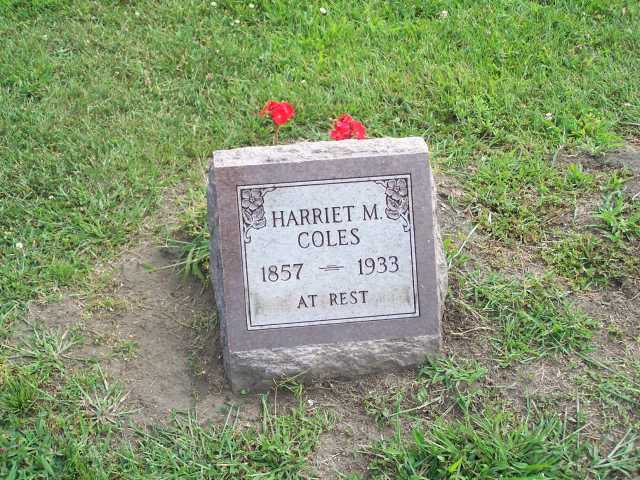 HARRIET M.
COLES
1857 — 1933
AT REST